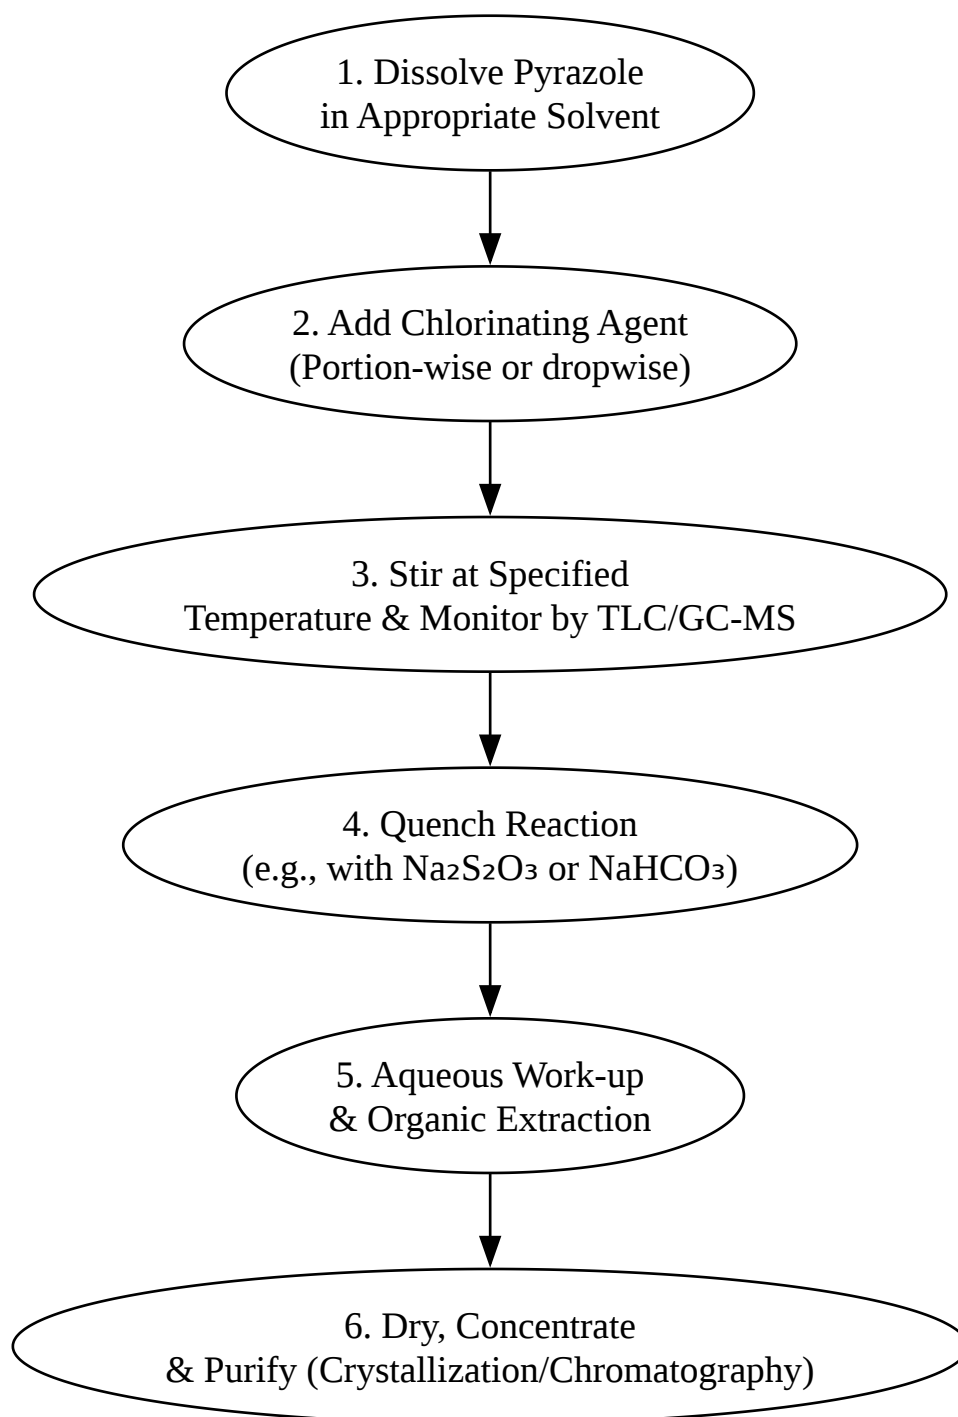 1. Dissolve Pyrazole
in Appropriate Solvent
2. Add Chlorinating Agent
(Portion-wise or dropwise)
3. Stir at Specified
Temperature & Monitor by TLC/GC-MS
4. Quench Reaction
(e.g., with Na₂S₂O₃ or NaHCO₃)
5. Aqueous Work-up
& Organic Extraction
6. Dry, Concentrate
& Purify (Crystallization/Chromatography)